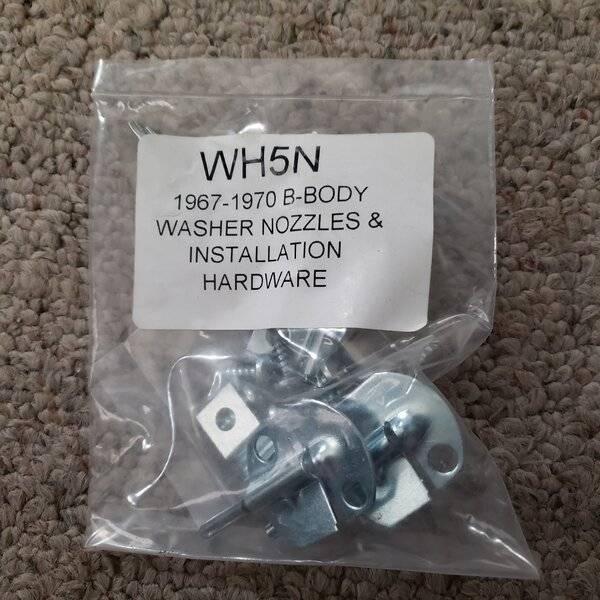 WH5N
1967-1970 B-BODY
WASHER NOZZLES &
INSTALLATION
HARDWARE